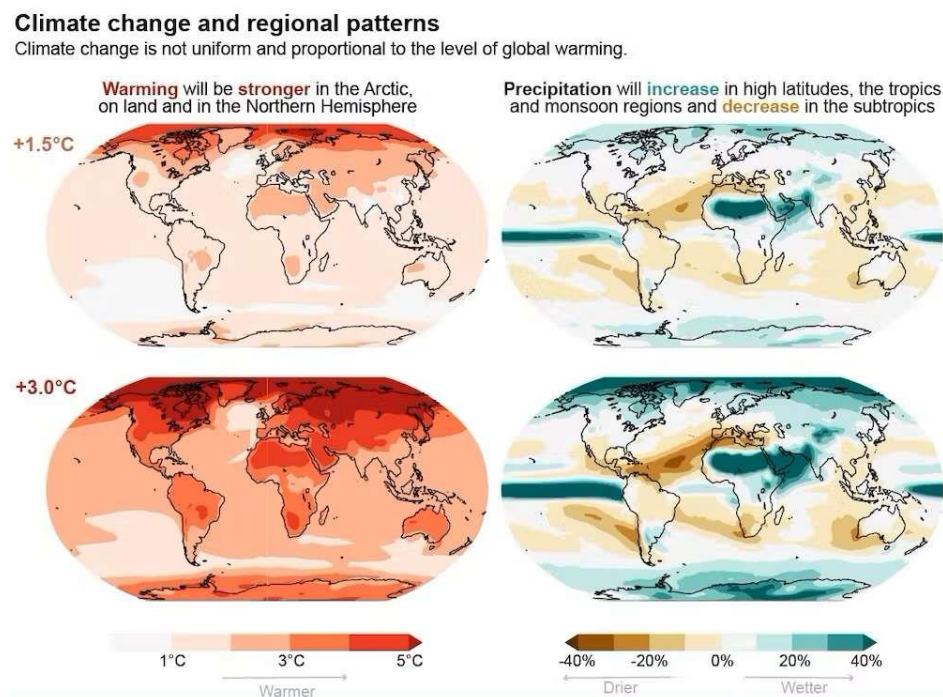 Climate change and regional patterns
Climate change is not uniform and proportional to the level of global warming.
Warming will be stronger in the Arctic,
on land and in the Northern Hemisphere
Precipitation will increase in high latitudes, the tropics
and monsoon regions and decrease in the subtropics
+1.5°C
+3.0°C
1°C 3°C 5°C
Warmer
-40% -20% 0% 20% 40%
Drier Wetter